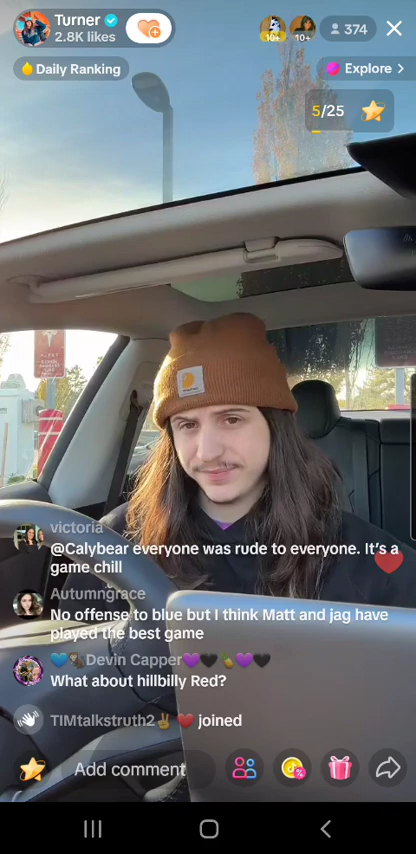 Turner
2.8K likes
10+
10+
374
Daily Ranking
Explore >
5/25
victoria
@Calybear everyone was rude to everyone. It's a
game chill
Autumngrace
No offense to blue but I think Matt and jag have
played the best game
Devin Capper
What about hillbilly Red?
TIMtalkstruth2✌️❤️ joined
Add comment